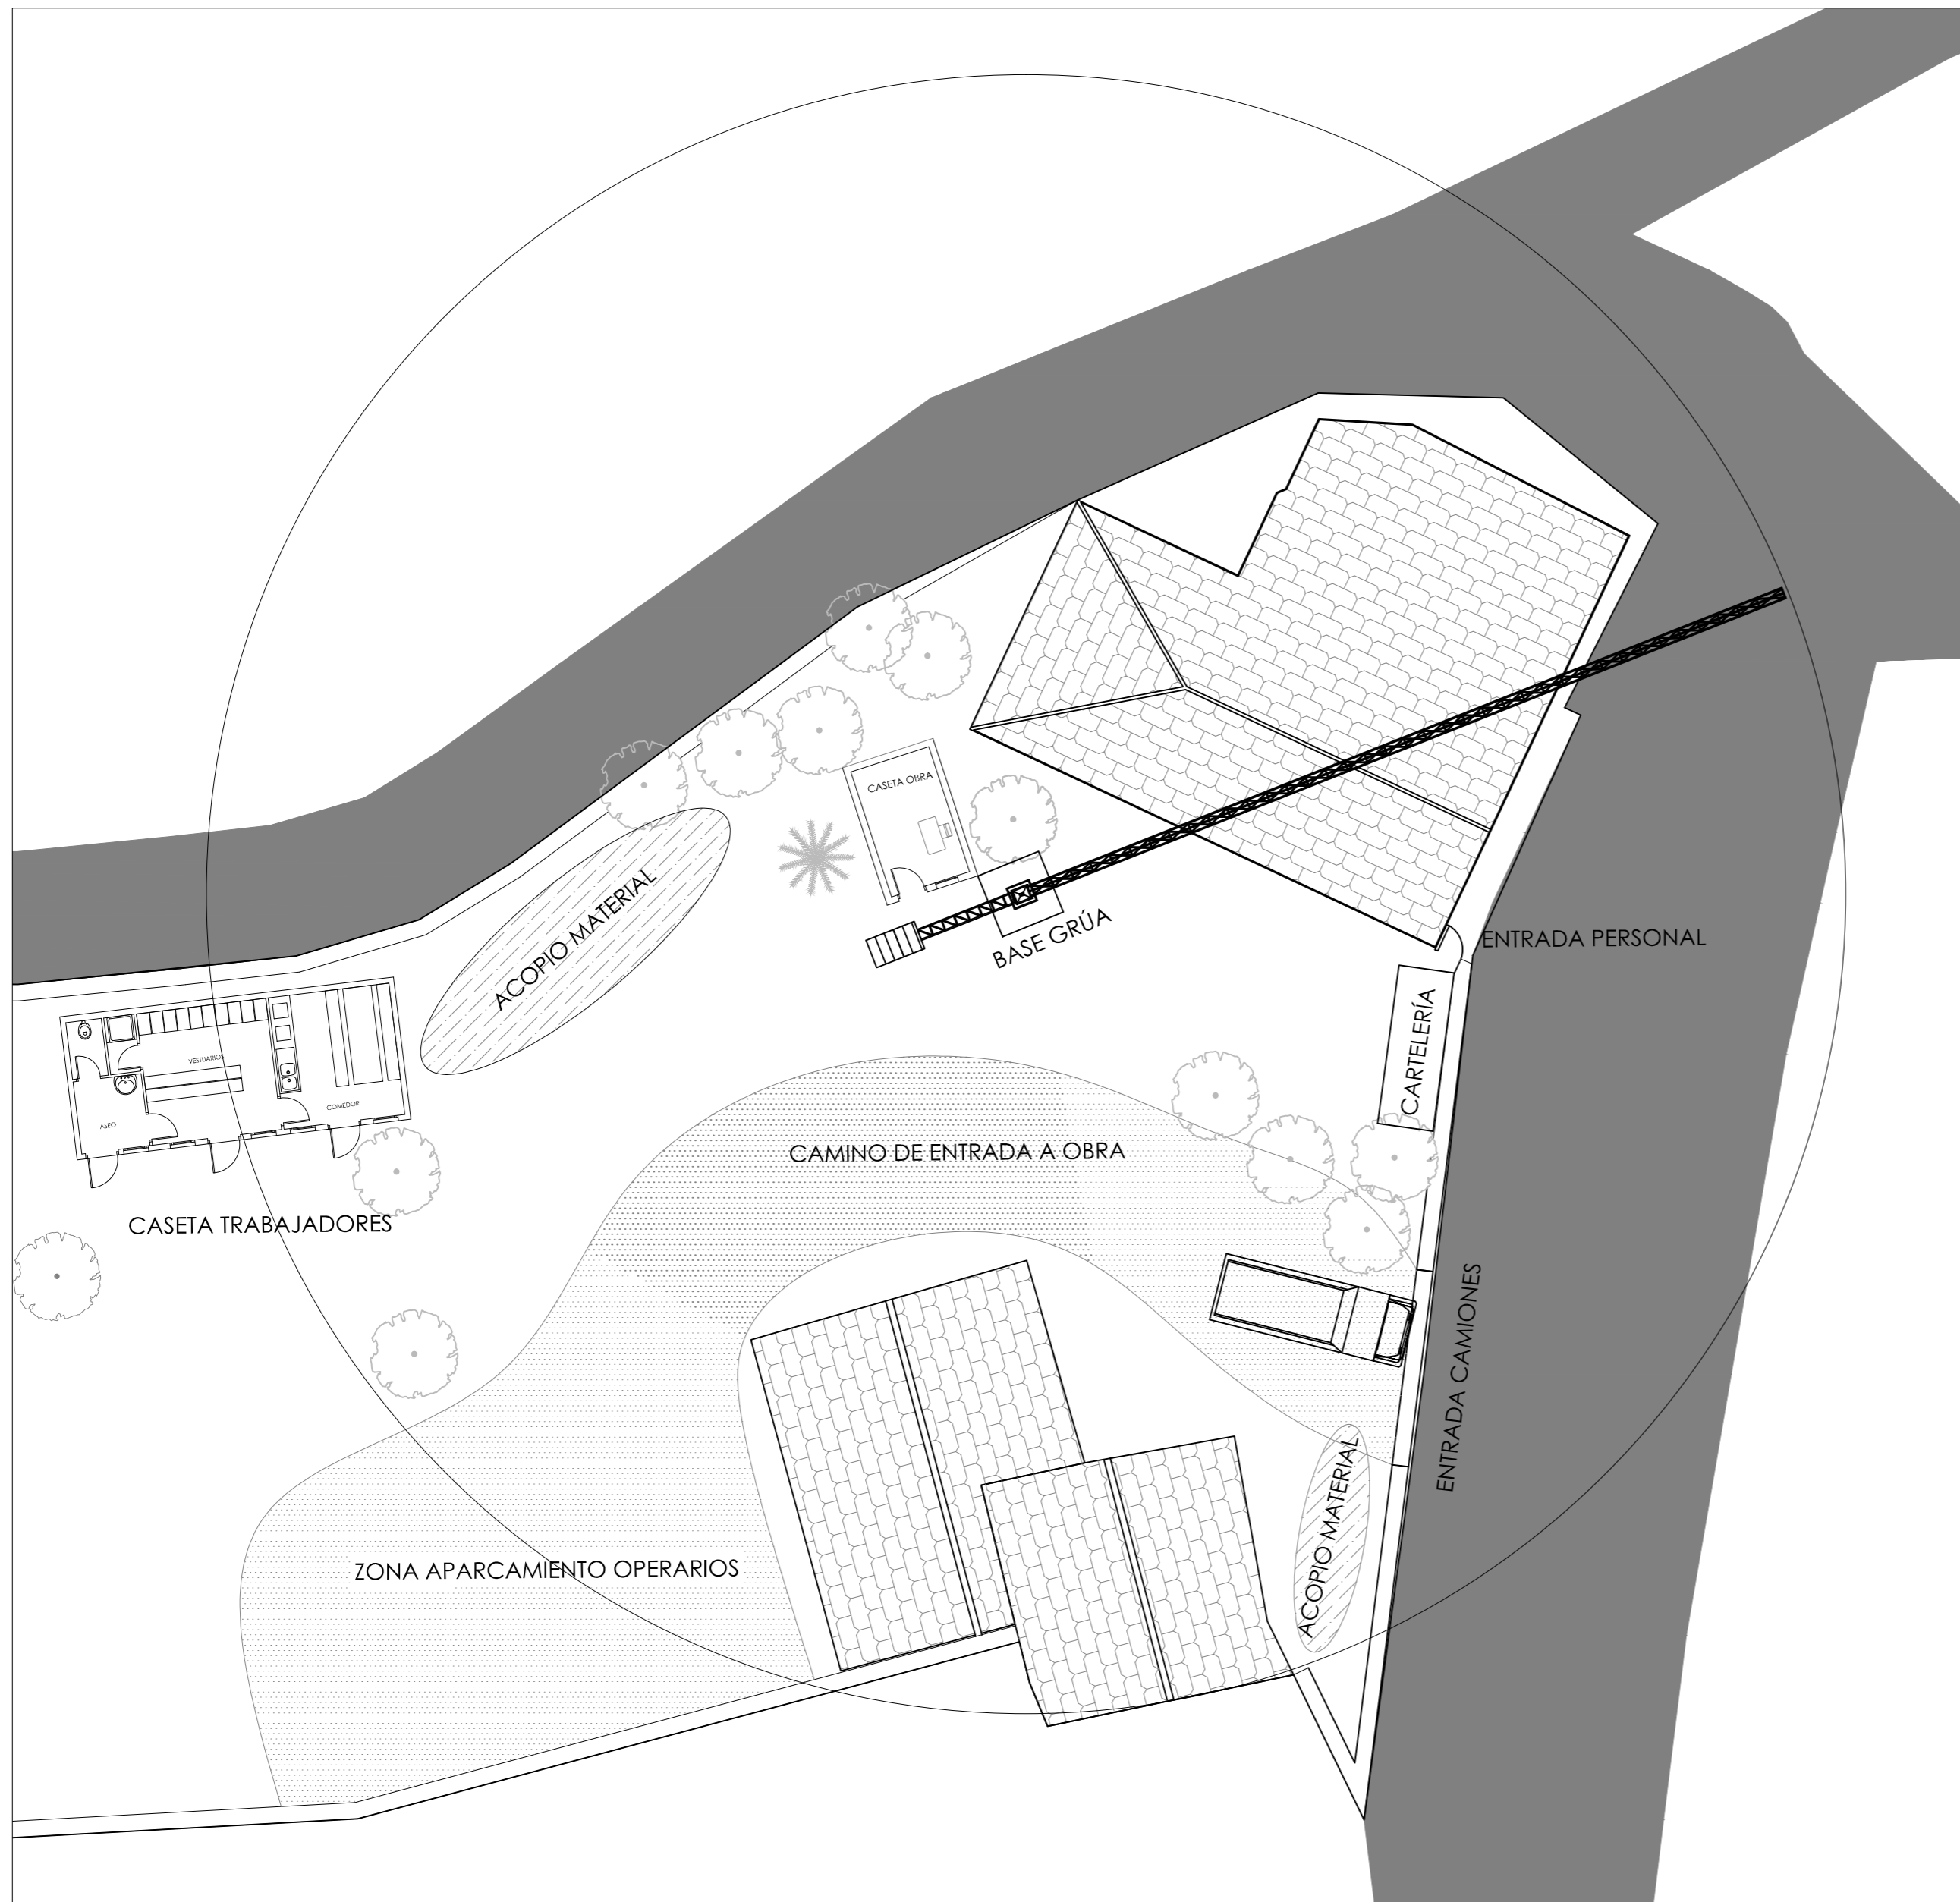 CASETA OBRA
ACOPIO MATERIAL
BASE GRÚA
ENTRADA PERSONAL
CARTELERÍA
VESTUARIOS
COMEDOR
ASEO
CAMINO DE ENTRADA A OBRA
CASETA TRABAJADORES
ENTRADA CAMIONES
ACOPIO MATERIAL
ZONA APARCAMIENTO OPERARIOS